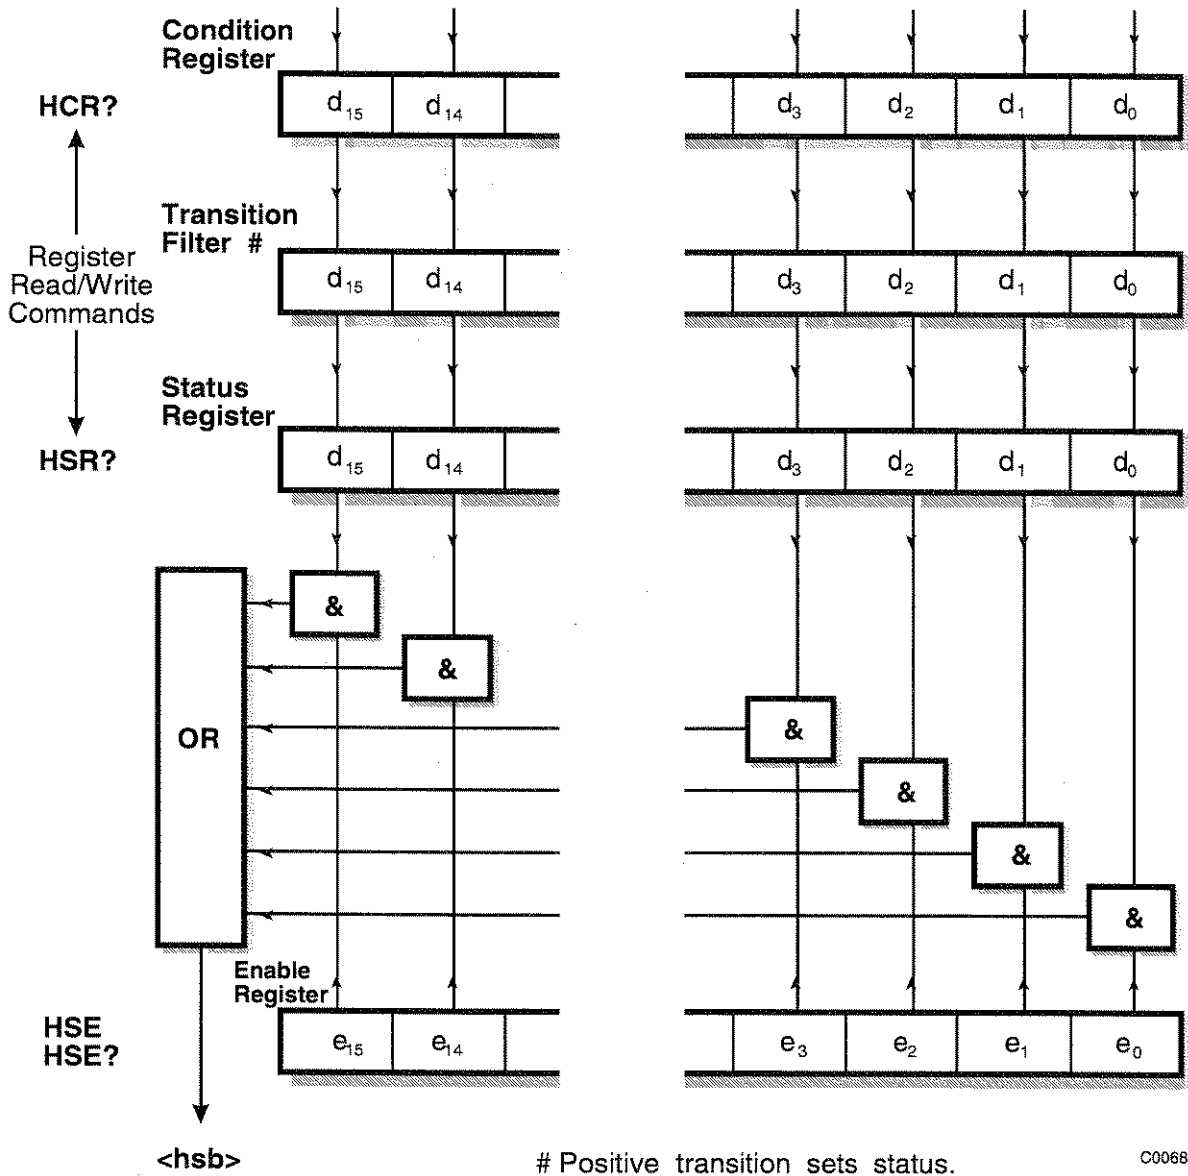 Condition
Register
HCR?
d15 d14 d3 d2 d1 d0
Transition
Filter #
Register
Read/Write
Commands
d15 d14 d3 d2 d1 d0
Status
Register
HSR?
d15 d14 d3 d2 d1 d0
&
&
OR
&
&
&
&
Enable
Register
HSE
HSE?
e15 e14 e3 e2 e1 e0
<hsb>
# Positive transition sets status.
C0068